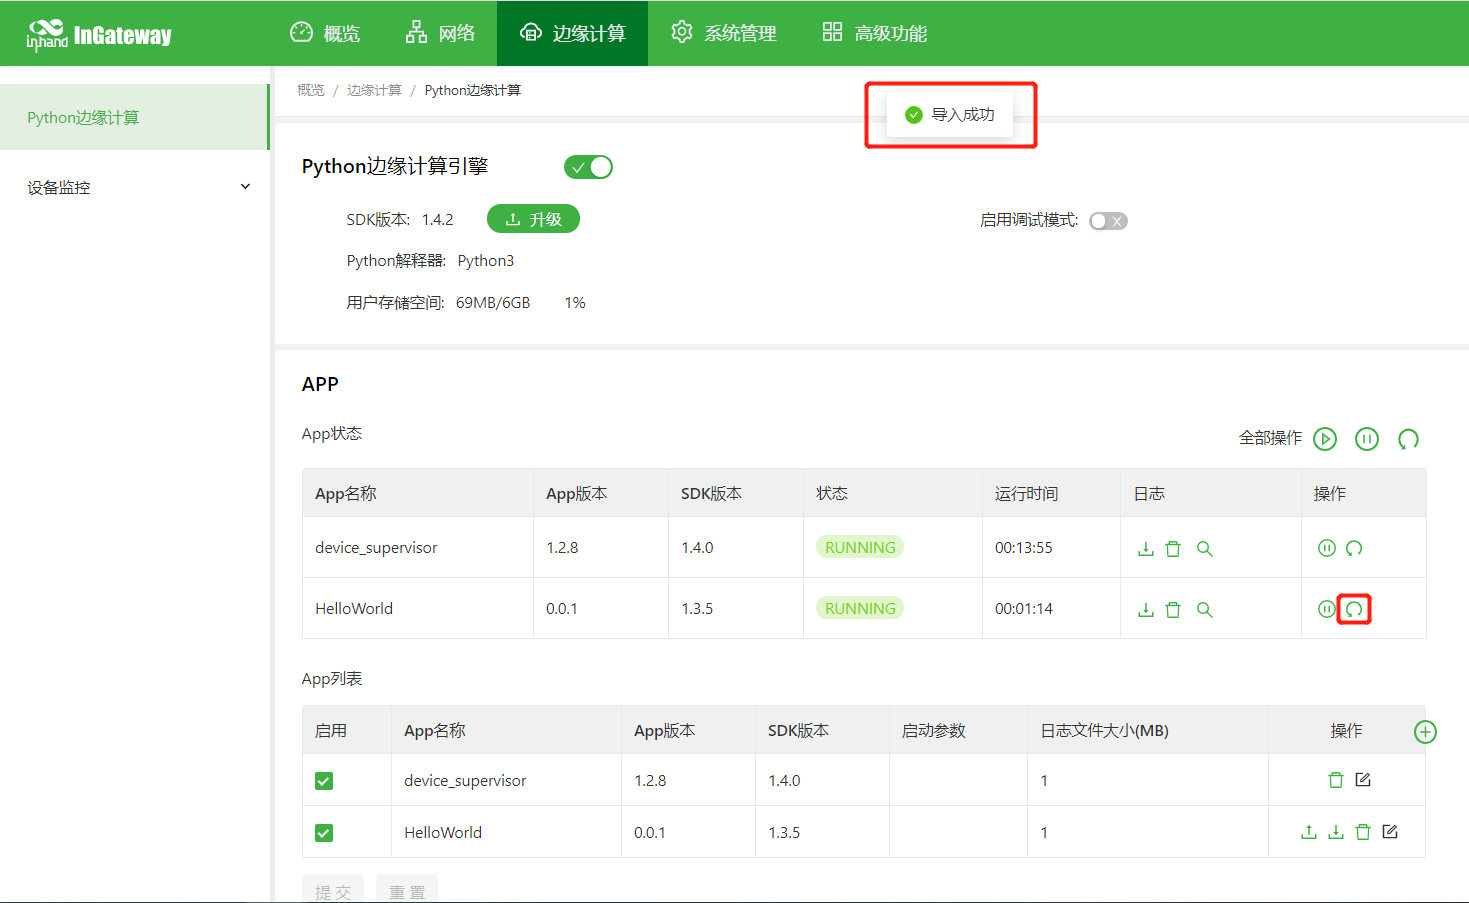 inhand InGateway
概览
网络
边缘计算
系统管理
高级功能
Python边缘计算
设备监控
概览 / 边缘计算 / Python边缘计算
导入成功
Python边缘计算引擎
SDK版本: 1.4.2
升级
启用调试模式:
Python解释器: Python3
用户存储空间: 69MB/6GB 1%
APP
App状态
全部操作
App名称 App版本 SDK版本 状态 运行时间 日志 操作
device_supervisor 1.2.8 1.4.0 RUNNING 00:13:55
HelloWorld 0.0.1 1.3.5 RUNNING 00:01:14
App列表
启用 App名称 App版本 SDK版本 启动参数 日志文件大小(MB) 操作
device_supervisor 1.2.8 1.4.0 1
HelloWorld 0.0.1 1.3.5 1
提交 重置